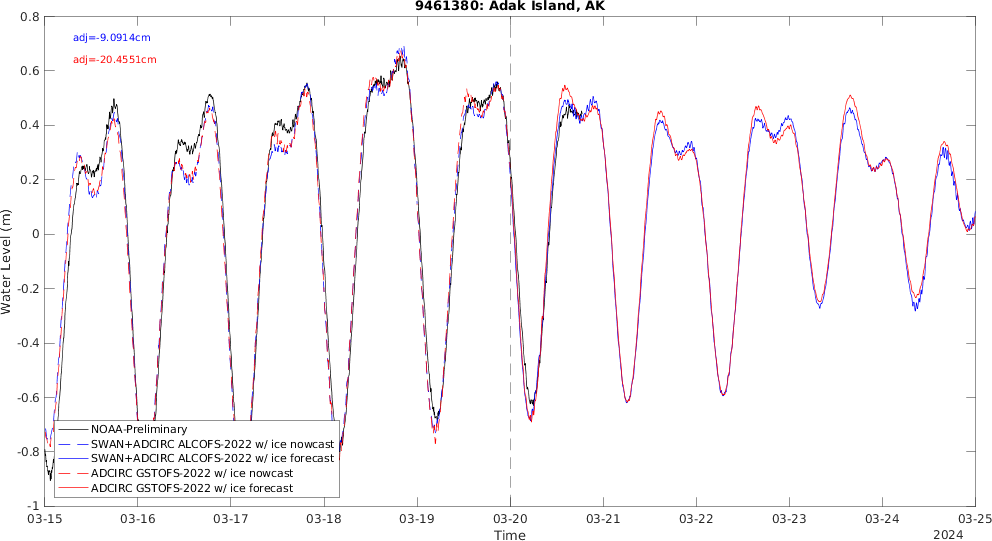 9461380: Adak Island, AK
adj=-9.0914cm
adj=-20.4551cm
Water Level (m)
0.8
0.6
0.4
0.2
0
-0.2
-0.4
-0.6
-0.8
-1
NOAA-Preliminary
SWAN+ADCIRC ALCOFS-2022 w/ ice nowcast
SWAN+ADCIRC ALCOFS-2022 w/ ice forecast
ADCIRC GSTOFS-2022 w/ ice nowcast
ADCIRC GSTOFS-2022 w/ ice forecast
03-15 03-16 03-17 03-18 03-19 03-20 03-21 03-22 03-23 03-24 03-25
Time
2024